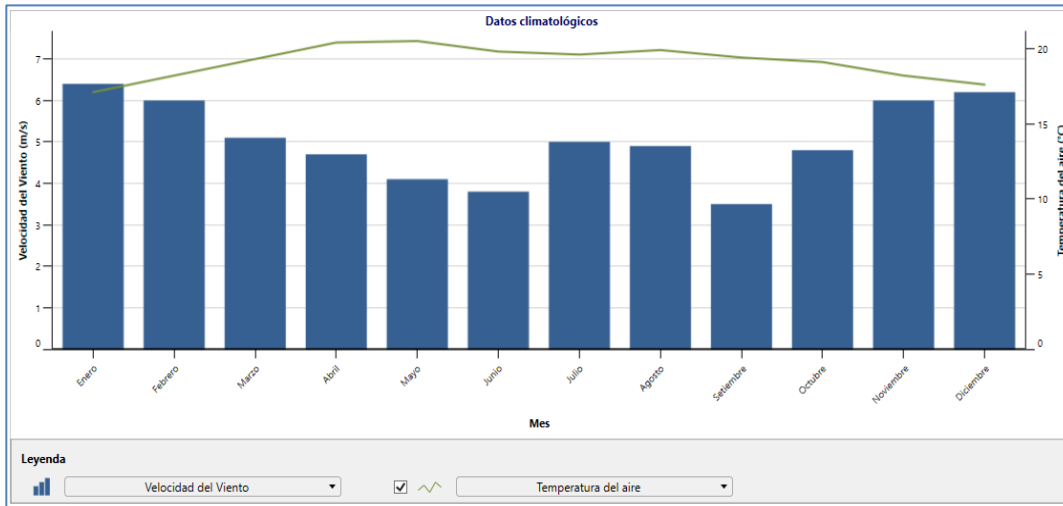 Datos climatológicos
Velocidad del Viento (m/s)
7
6
5
4
3
2
1
0
20
15
10
5
0
Temperatura del aire (°C)
Enero
Febrero
Marzo
Abril
Mayo
Junio
Julio
Agosto
Setiembre
Octubre
Noviembre
Diciembre
Mes
Leyenda
Velocidad del Viento
Temperatura del aire